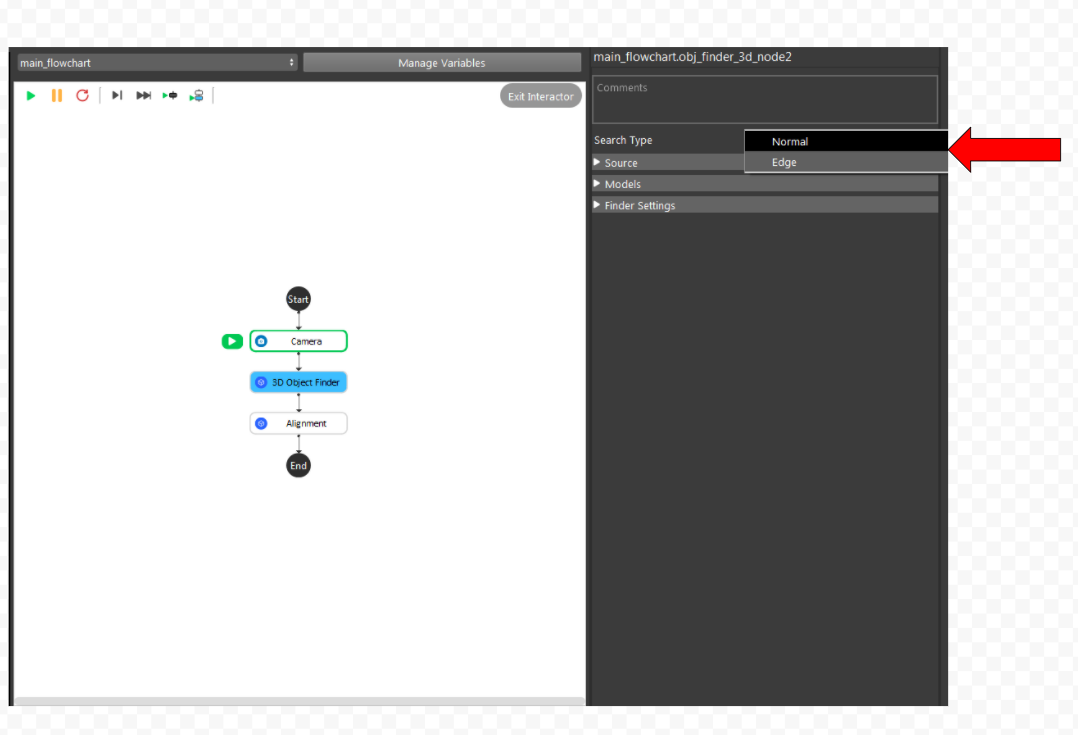 main_flowchart
Manage Variables
Exit Interactor
Start
Camera
3D Object Finder
Alignment
End
main_flowchart.obj_finder_3d_node2
Comments
Search Type
Normal
Edge
Source
Models
Finder Settings